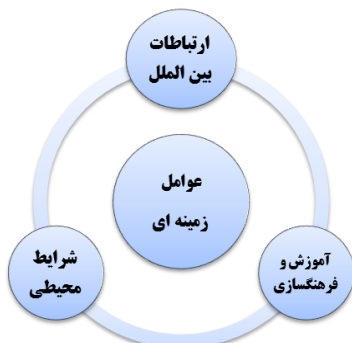 ارتباطات
بین الملل
عوامل
زمینه ای
آموزش و
فرهنگسازی
شرایط
محیطی